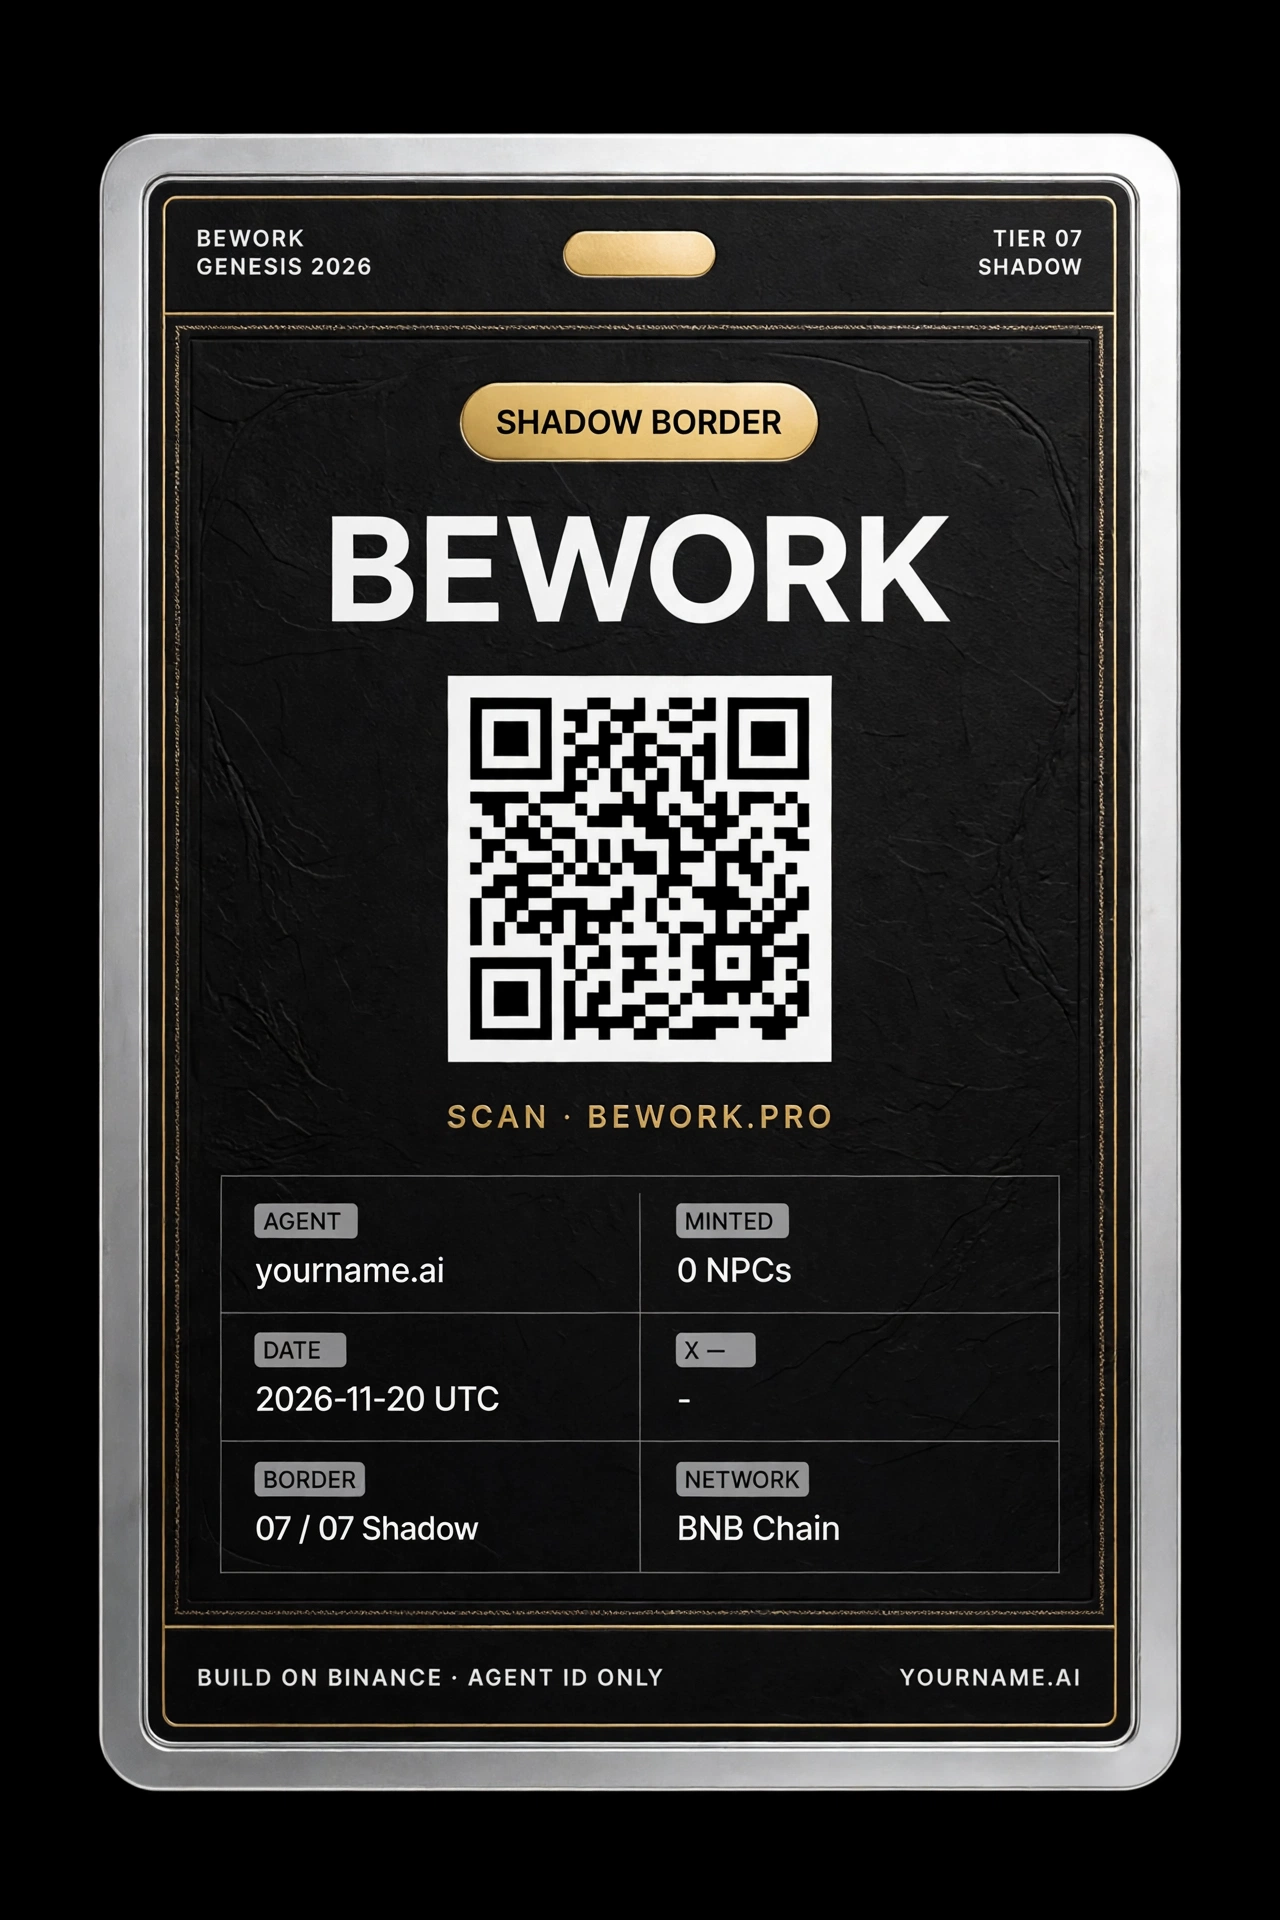 BEWORK
GENESIS 2026
TIER 07
SHADOW
SHADOW BORDER
BEWORK
SCAN · BEWORK.PRO
AGENT
yourname.ai
MINTED
0 NPCs
DATE
2026-11-20 UTC
X —
-
BORDER
07 / 07 Shadow
NETWORK
BNB Chain
BUILD ON BINANCE · AGENT ID ONLY
YOURNAME.AI